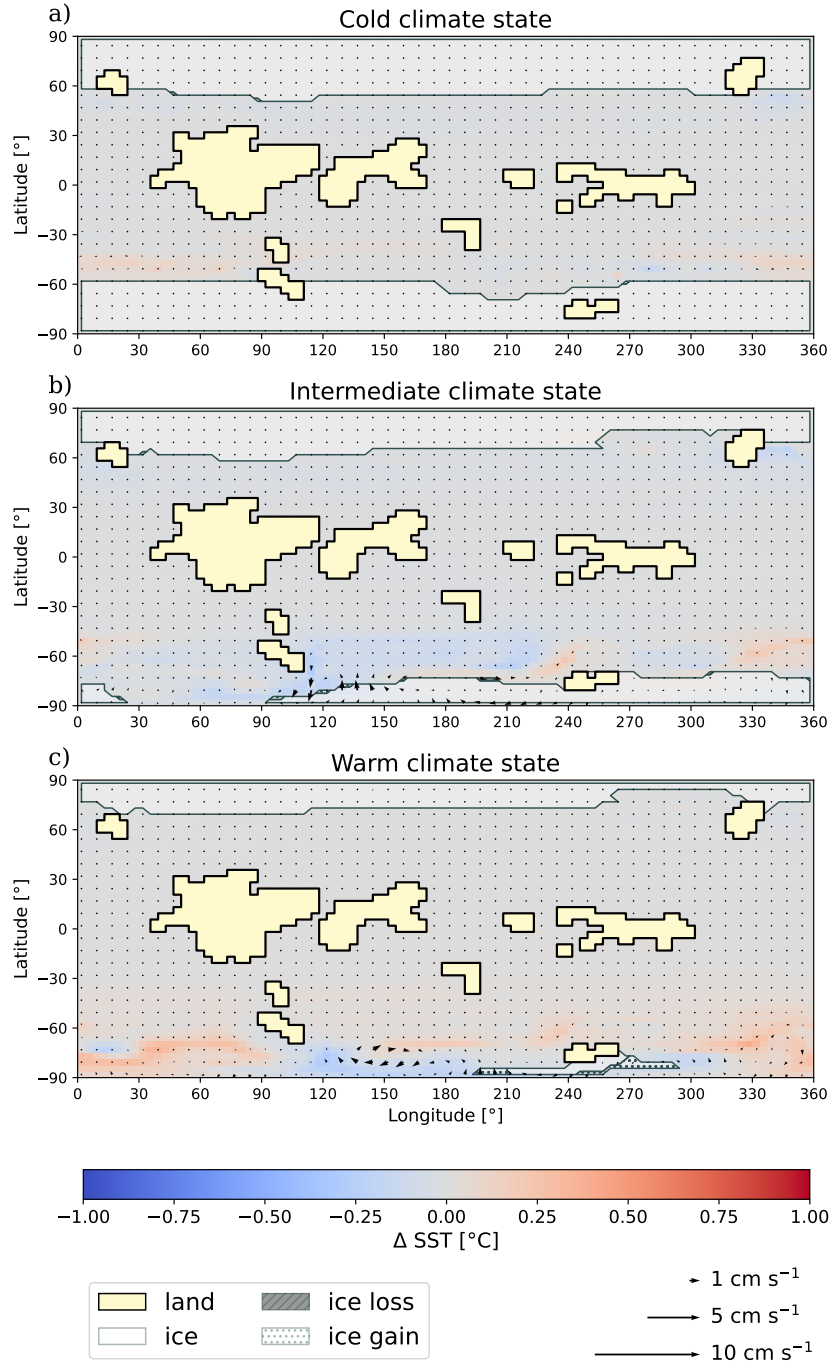 a)
Cold climate state
90
60
30
0
−30
−60
−90
Latitude [°]
0 30 60 90 120 150 180 210 240 270 300 330 360
b)
Intermediate climate state
90
60
30
0
−30
−60
−90
Latitude [°]
0 30 60 90 120 150 180 210 240 270 300 330 360
c)
Warm climate state
90
60
30
0
−30
−60
−90
Latitude [°]
0 30 60 90 120 150 180 210 240 270 300 330 360
Longitude [°]
−1.00 −0.75 −0.50 −0.25 0.00 0.25 0.50 0.75 1.00
Δ SST [°C]
land ice loss
ice ice gain
1 cm s⁻¹
5 cm s⁻¹
10 cm s⁻¹